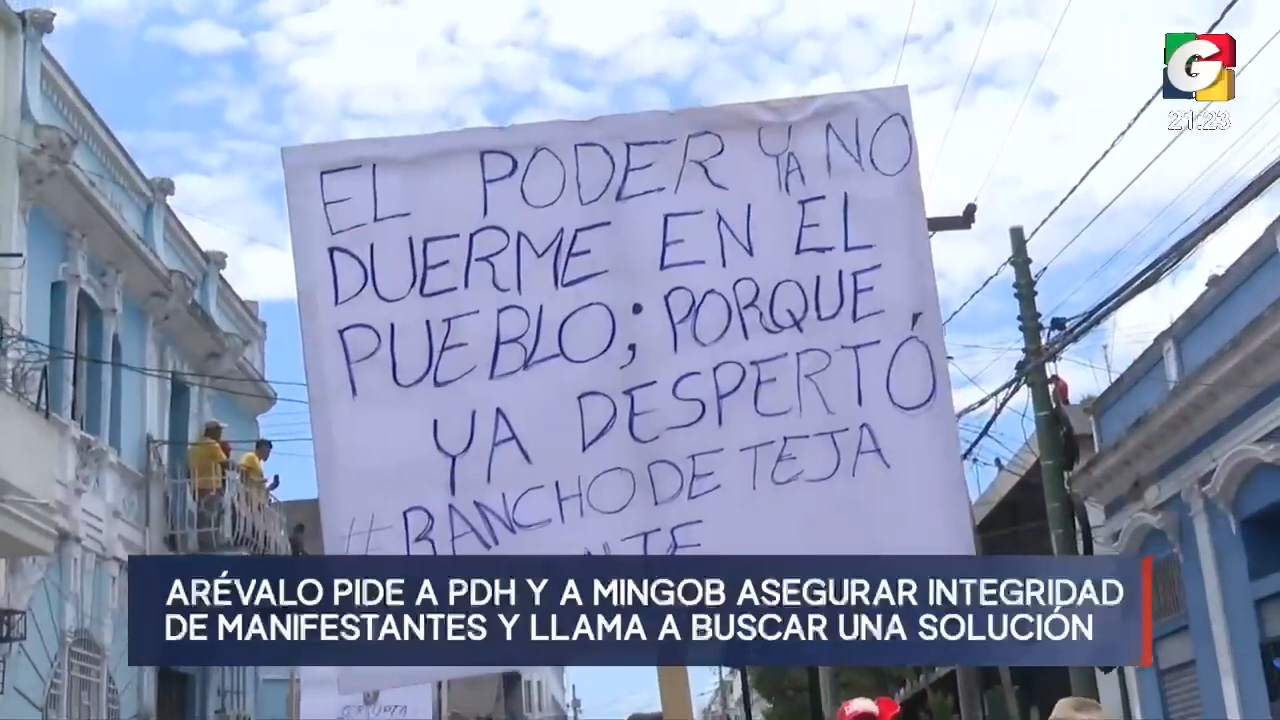 G
21:23
EL PODER YA NO
DUERME EN EL
PUEBLO; PORQUE
YA DESPERTÓ
#RANCHODETEJA
ARÉVALO PIDE A PDH Y A MINGOB ASEGURAR INTEGRIDAD
DE MANIFESTANTES Y LLAMA A BUSCAR UNA SOLUCIÓN